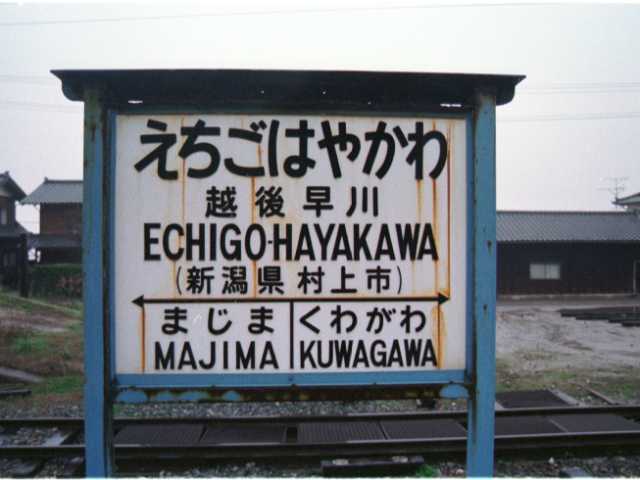 えちごはやかわ
越後早川
ECHIGO-HAYAKAWA
(新潟県村上市)
まじま くわがわ
MAJIMA KUWAGAWA